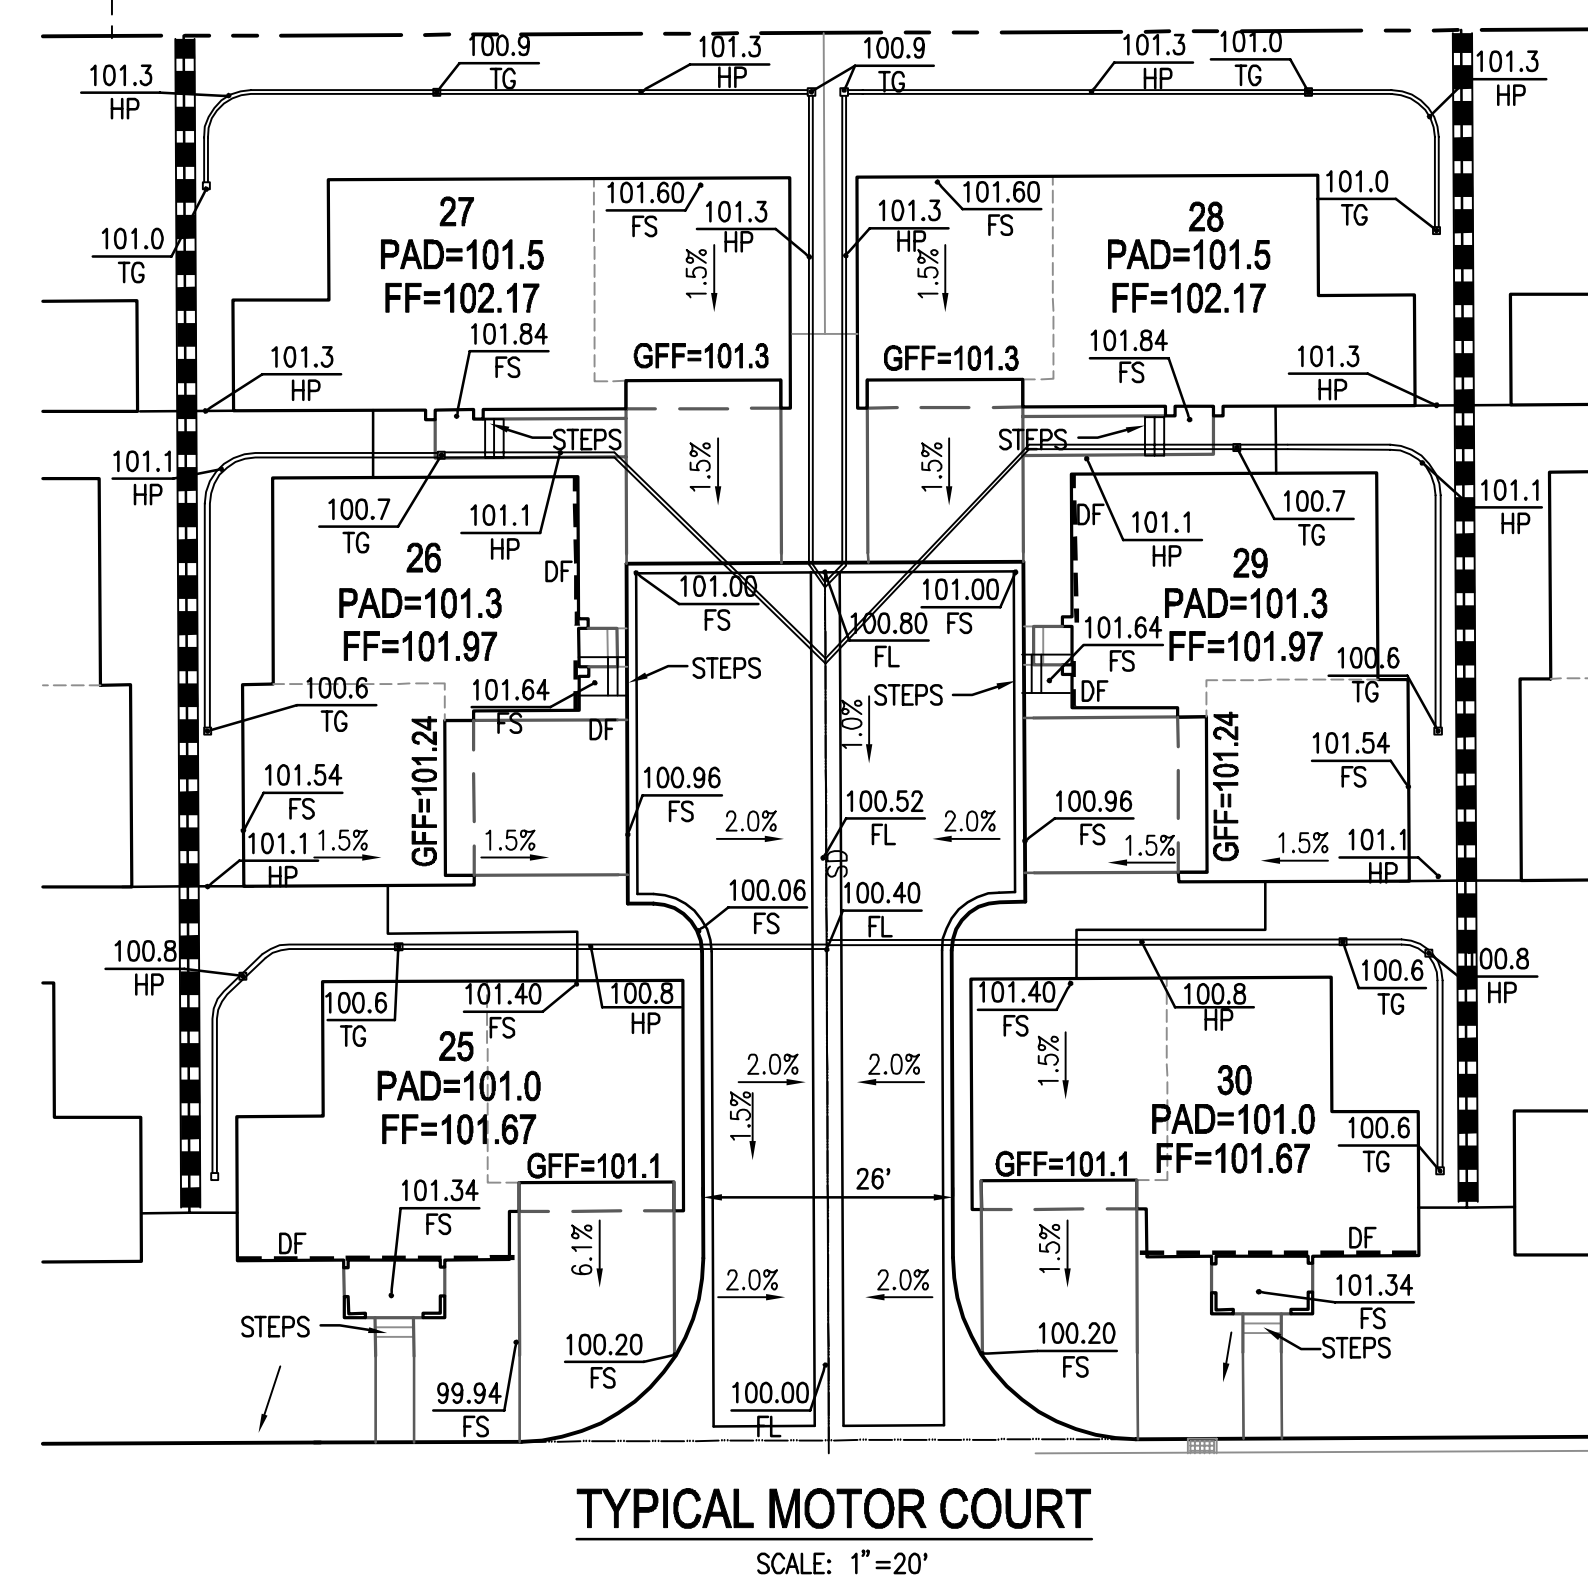 100.9
TG
101.3
HP
100.9
TG
101.3
HP
101.0
TG
101.3
HP
101.3
HP
101.0
TG
27
PAD=101.5
FF=102.17
101.60
FS
101.3
HP
1.5%
GFF=101.3
101.84
FS
101.3
HP
101.3
HP
101.60
FS
1.5%
GFF=101.3
28
PAD=101.5
FF=102.17
101.0
TG
101.84
FS
101.3
HP
STEPS
1.5%
1.5%
STEPS
101.1
HP
100.7
TG
101.1
HP
26
PAD=101.3
FF=101.97
DF
101.00
FS
101.00
FS
100.80
FL
DF
101.1
HP
100.7
TG
101.1
HP
29
PAD=101.3
FF=101.97
101.64
FS
100.6
TG
STEPS
STEPS
DF
100.6
TG
101.64
FS
DF
1.0%
GFF=101.24
101.54
FS
101.1
HP
1.5%
1.5%
100.96
FS
2.0%
100.52
FL
2.0%
100.96
FS
1.5%
GFF=101.24
1.5%
101.54
FS
101.1
HP
SD
100.06
FS
100.40
FL
100.8
HP
100.6
TG
101.40
FS
100.8
HP
101.40
FS
100.8
HP
100.6
TG
00.8
HP
25
PAD=101.0
FF=101.67
GFF=101.1
2.0%
2.0%
1.5%
1.5%
30
PAD=101.0
FF=101.67
GFF=101.1
100.6
TG
26'
101.34
FS
DF
6.1%
2.0%
2.0%
1.5%
DF
101.34
FS
STEPS
STEPS
100.20
FS
100.20
FS
99.94
FS
100.00
FL
TYPICAL MOTOR COURT
SCALE: 1"=20'